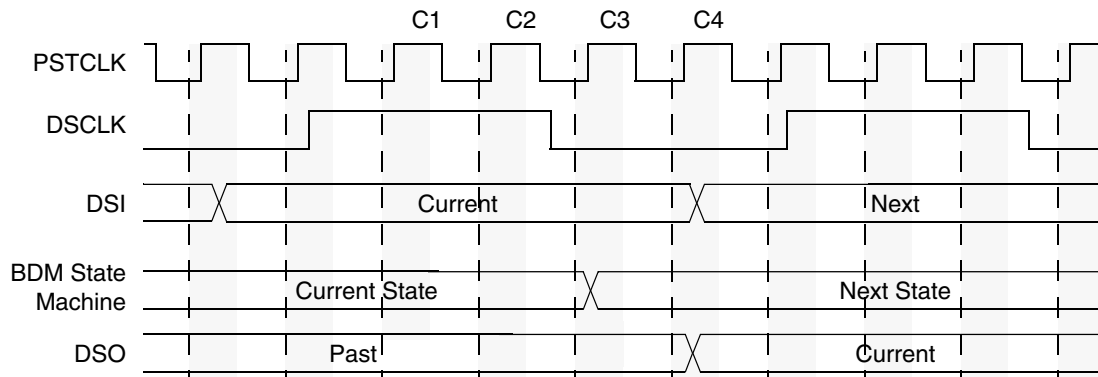 C1 C2 C3 C4
PSTCLK
DSCLK
DSI Current Next
BDM State
Machine Current State Next State
DSO Past Current